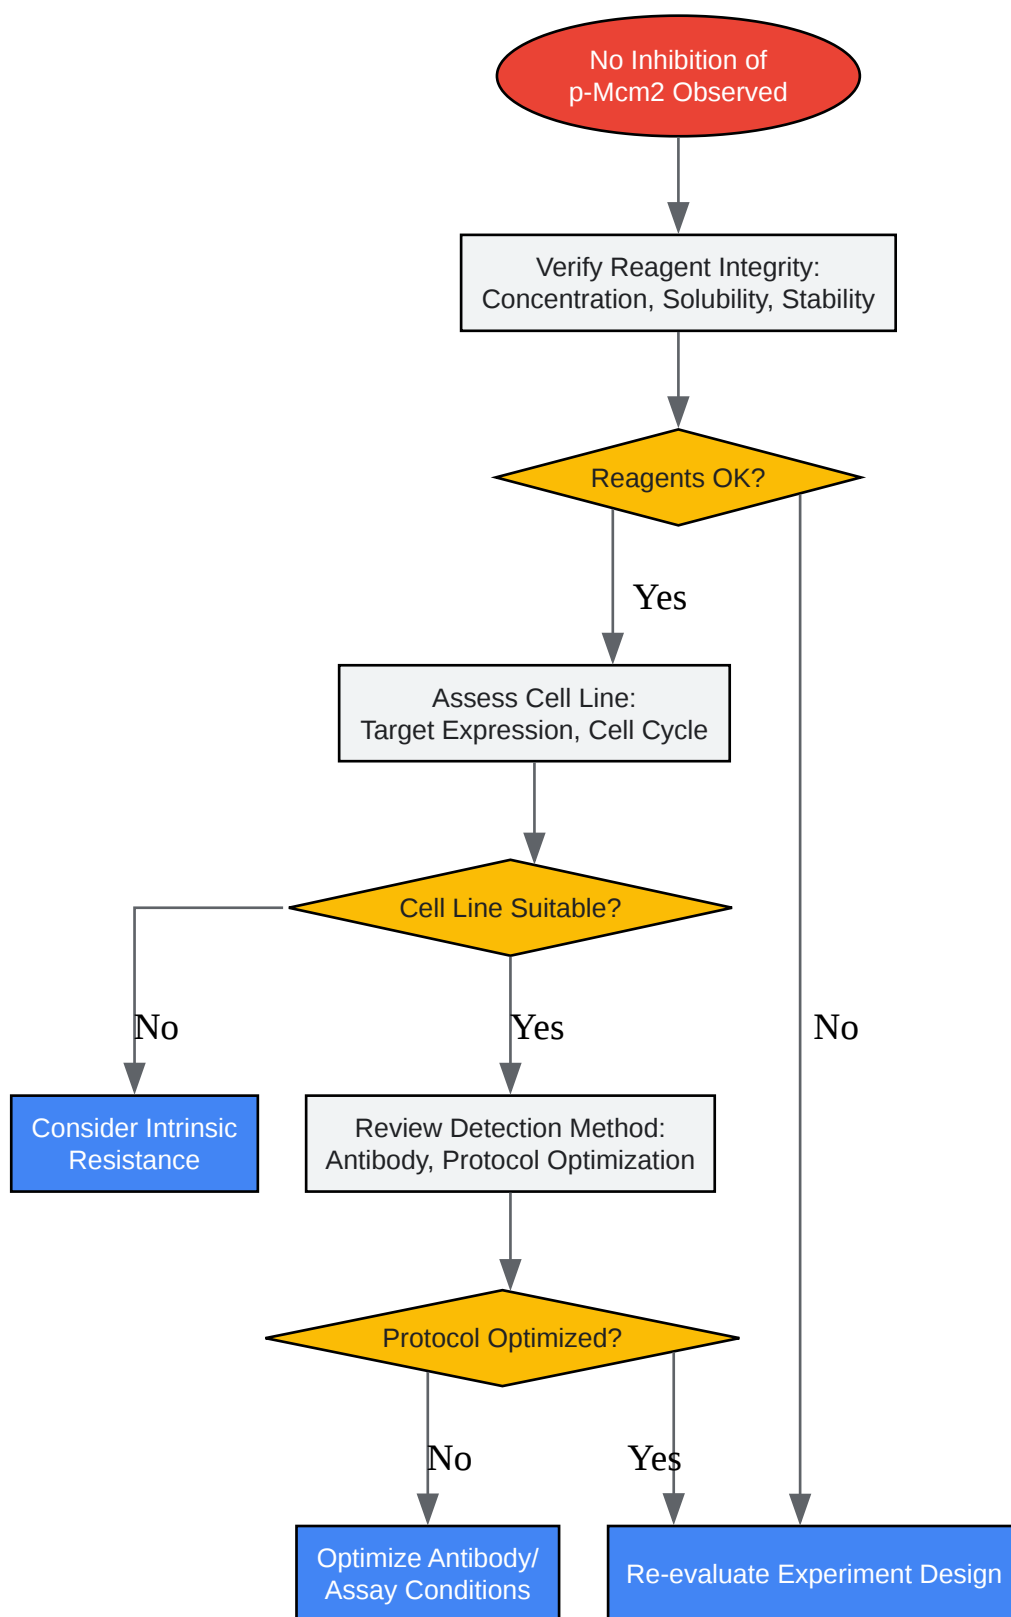 No Inhibition of
p-Mcm2 Observed
Verify Reagent Integrity:
Concentration, Solubility, Stability
Reagents OK?
Yes
Assess Cell Line:
Target Expression, Cell Cycle
Cell Line Suitable?
No
Yes
No
Consider Intrinsic
Resistance
Review Detection Method:
Antibody, Protocol Optimization
Protocol Optimized?
No
Yes
Optimize Antibody/
Assay Conditions
Re-evaluate Experiment Design